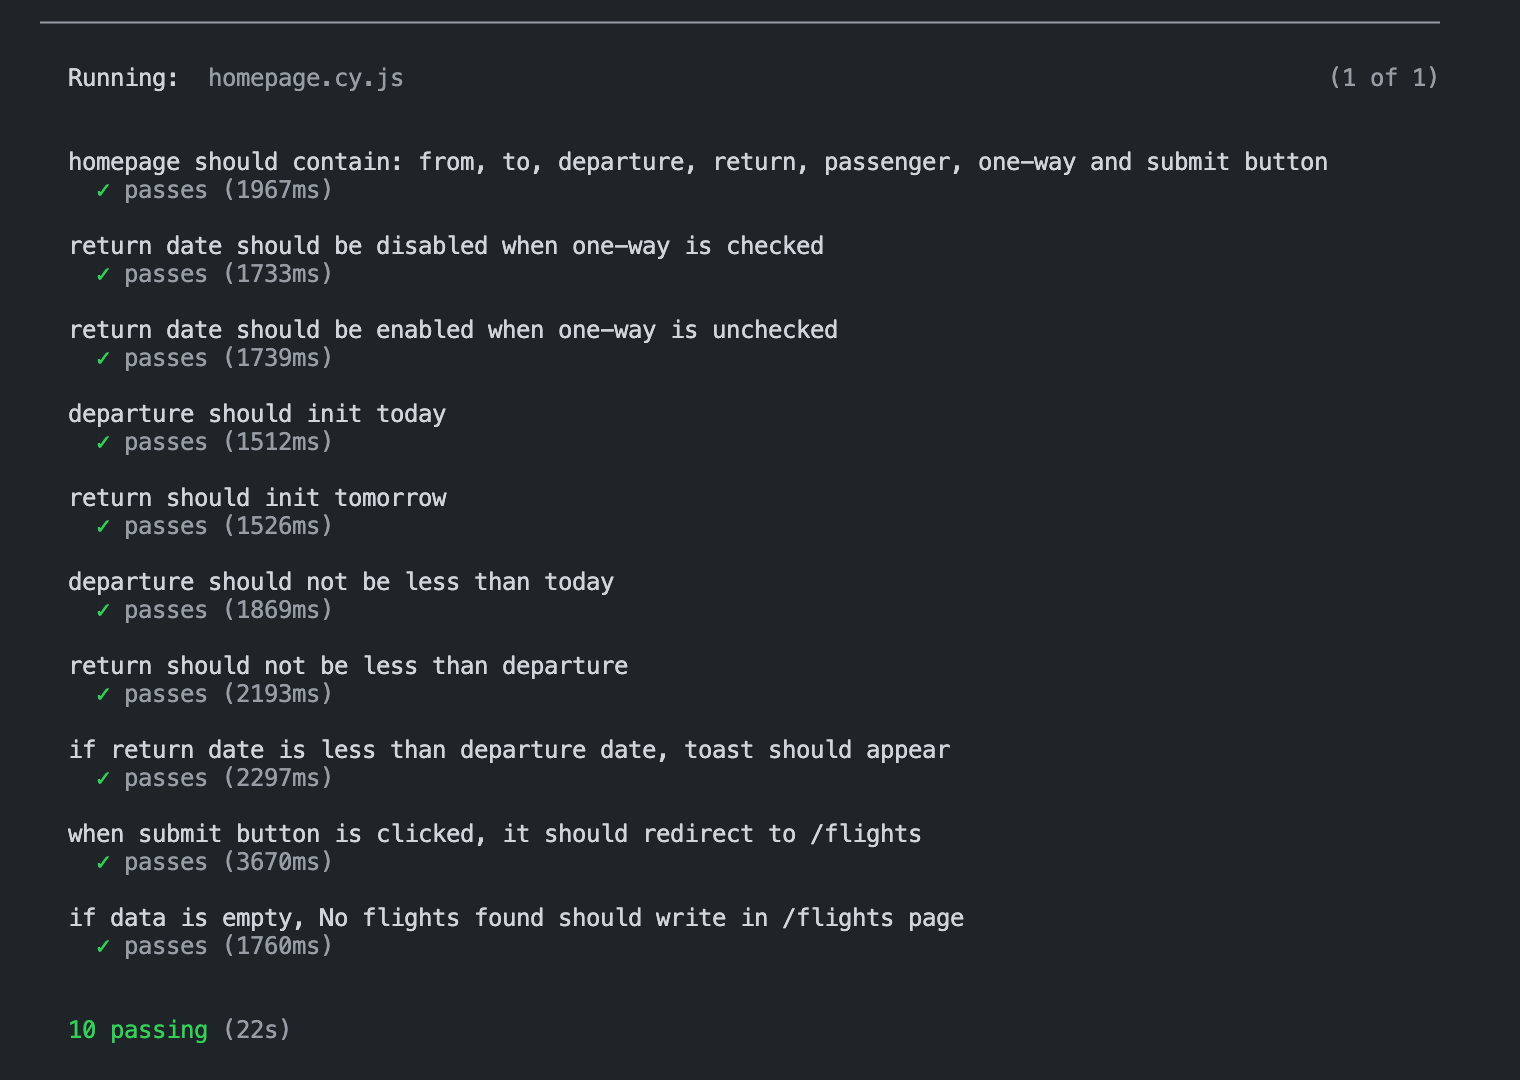 Running:  homepage.cy.js (1 of 1)
homepage should contain: from, to, departure, return, passenger, one-way and submit button
✓ passes (1967ms)
return date should be disabled when one-way is checked
✓ passes (1733ms)
return date should be enabled when one-way is unchecked
✓ passes (1739ms)
departure should init today
✓ passes (1512ms)
return should init tomorrow
✓ passes (1526ms)
departure should not be less than today
✓ passes (1869ms)
return should not be less than departure
✓ passes (2193ms)
if return date is less than departure date, toast should appear
✓ passes (2297ms)
when submit button is clicked, it should redirect to /flights
✓ passes (3670ms)
if data is empty, No flights found should write in /flights page
✓ passes (1760ms)
10 passing (22s)